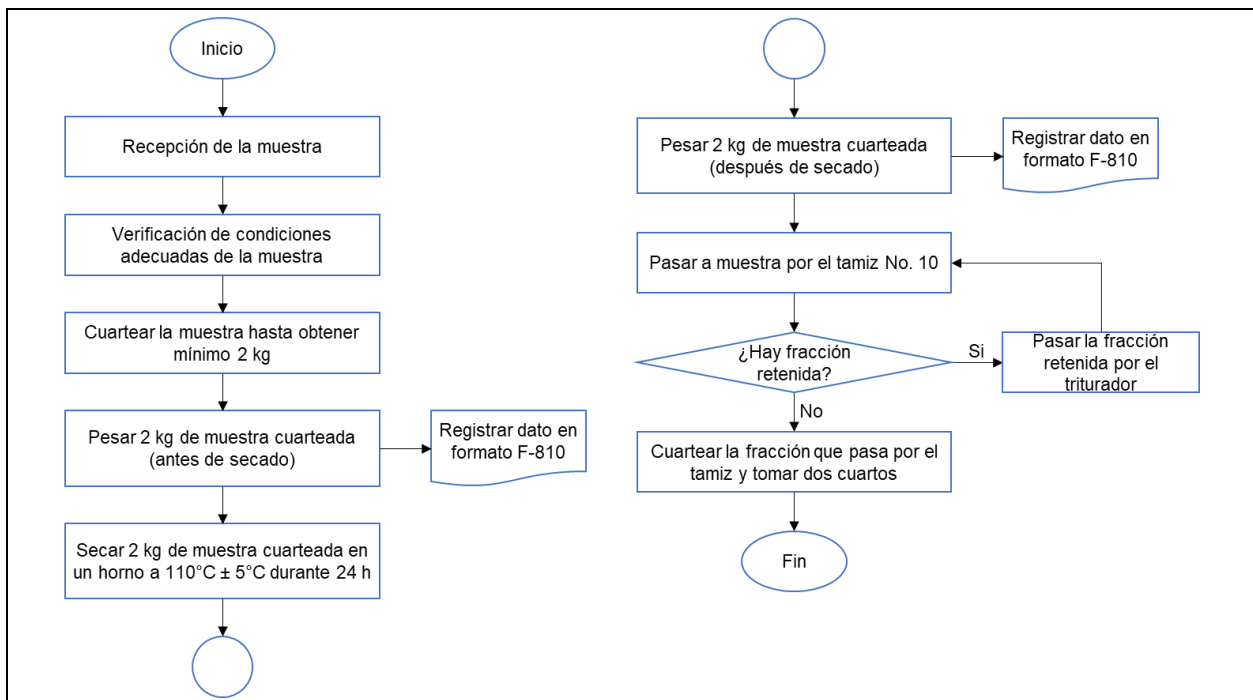 Inicio
Recepción de la muestra
Verificación de condiciones
adecuadas de la muestra
Cuartear la muestra hasta obtener
mínimo 2 kg
Pesar 2 kg de muestra cuarteada
(antes de secado)
Registrar dato en
formato F-810
Secar 2 kg de muestra cuarteada en
un horno a 110°C ± 5°C durante 24 h
Pesar 2 kg de muestra cuarteada
(después de secado)
Registrar dato en
formato F-810
Pasar a muestra por el tamiz No. 10
¿Hay fracción
retenida?
Si
Pasar la fracción
retenida por el
triturador
No
Cuartear la fracción que pasa por el
tamiz y tomar dos cuartos
Fin